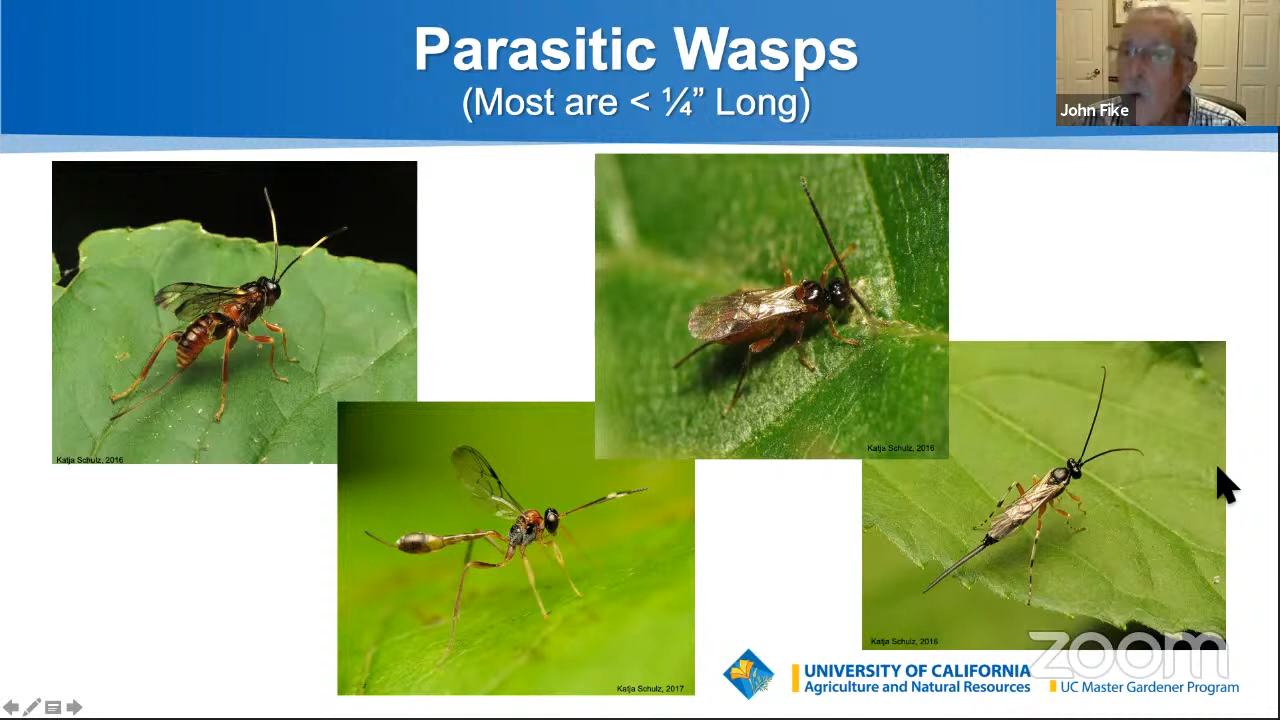 Parasitic Wasps
(Most are < ¼” Long)
John Fike
Katja Schulz, 2016
Katja Schulz, 2016
Katja Schulz, 2017
Katja Schulz, 2016
zoom
UNIVERSITY OF CALIFORNIA
Agriculture and Natural Resources
UC Master Gardener Program